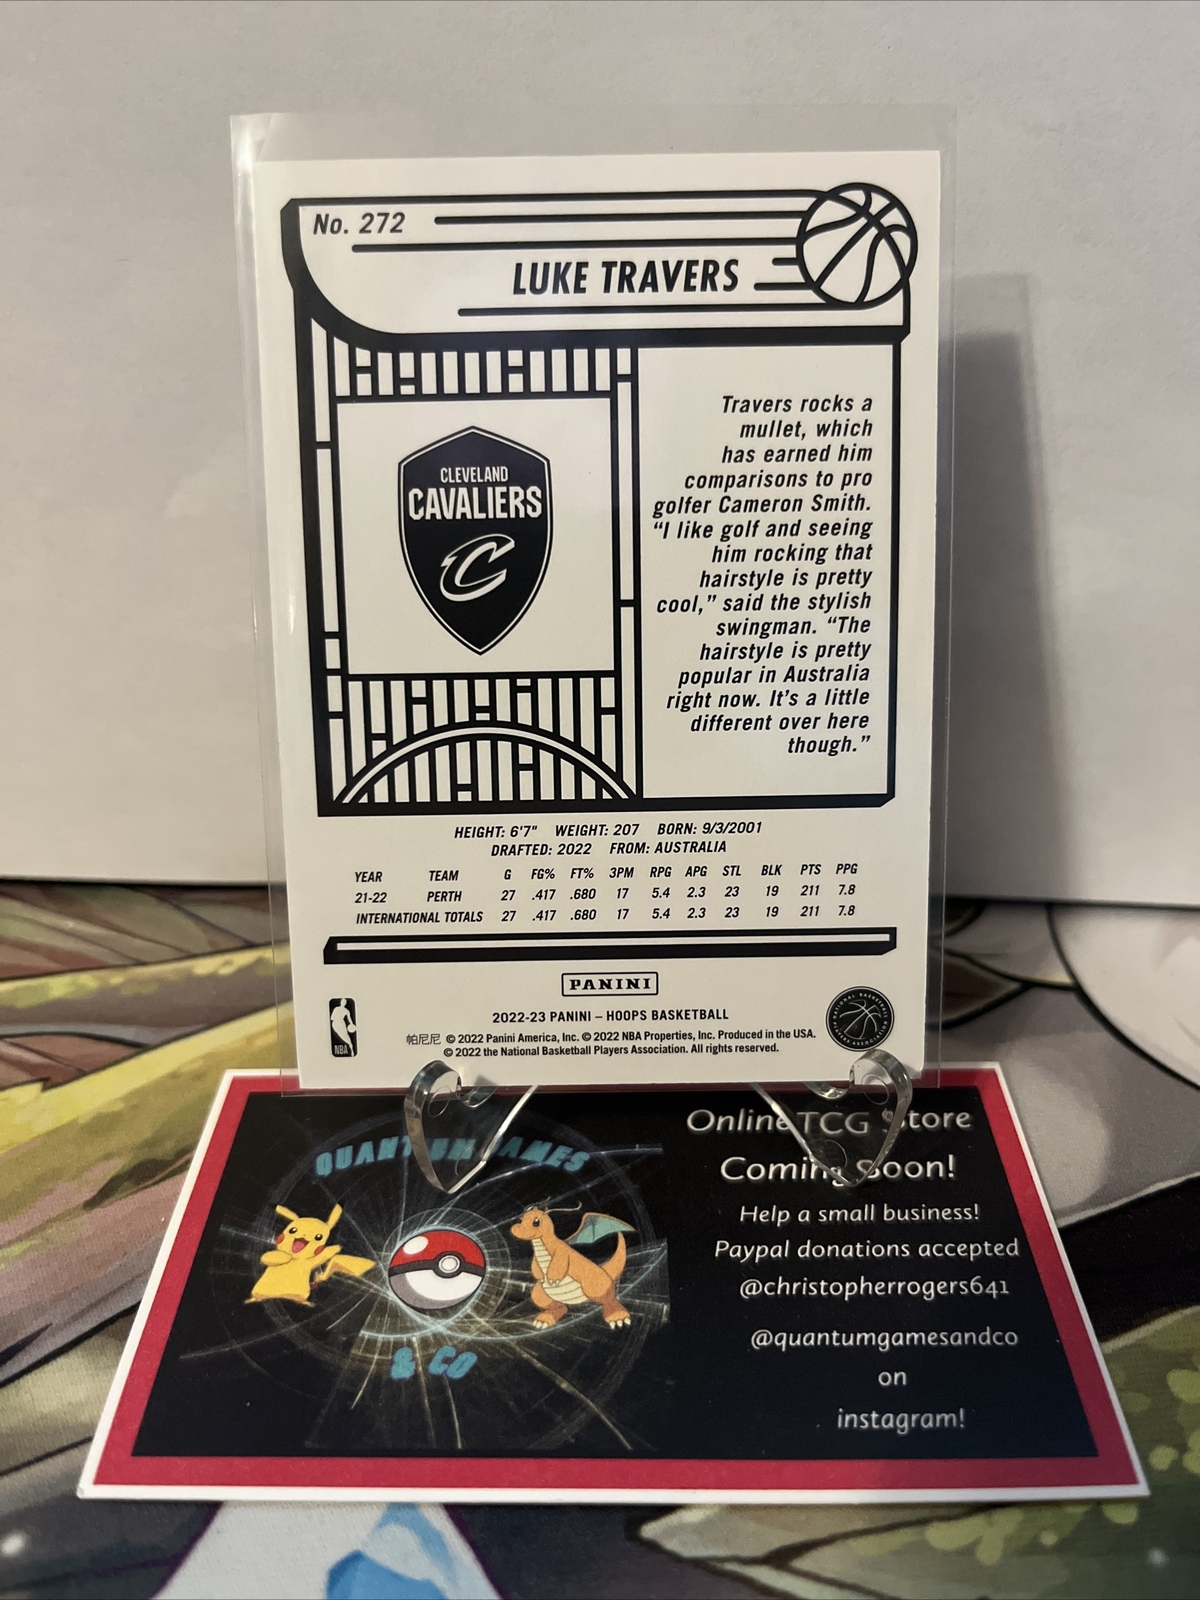 No. 272
LUKE TRAVERS
CLEVELAND
CAVALIERS
C
Travers rocks a
mullet, which
has earned him
comparisons to pro
golfer Cameron Smith.
“I like golf and seeing
him rocking that
hairstyle is pretty
cool,” said the stylish
swingman. “The
hairstyle is pretty
popular in Australia
right now. It’s a little
different over here
though.”
HEIGHT: 6'7" WEIGHT: 207 BORN: 9/3/2001
DRAFTED: 2022 FROM: AUSTRALIA
YEAR TEAM G FG% FT% 3PM RPG APG STL BLK PTS PPG
21-22 PERTH 27 .417 .680 17 5.4 2.3 23 19 211 7.8
INTERNATIONAL TOTALS 27 .417 .680 17 5.4 2.3 23 19 211 7.8
PANINI
2022-23 PANINI – HOOPS BASKETBALL
帕尼尼 © 2022 Panini America, Inc. © 2022 NBA Properties, Inc. Produced in the USA.
© 2022 the National Basketball Players Association. All rights reserved.
NBA
NATIONAL BASKETBALL
PLAYERS ASSOCIATION
QUANTUM GAMES
& CO
Online TCG Store
Coming Soon!
Help a small business!
Paypal donations accepted
@christopherrogers641
@quantumgamesandco
on
instagram!